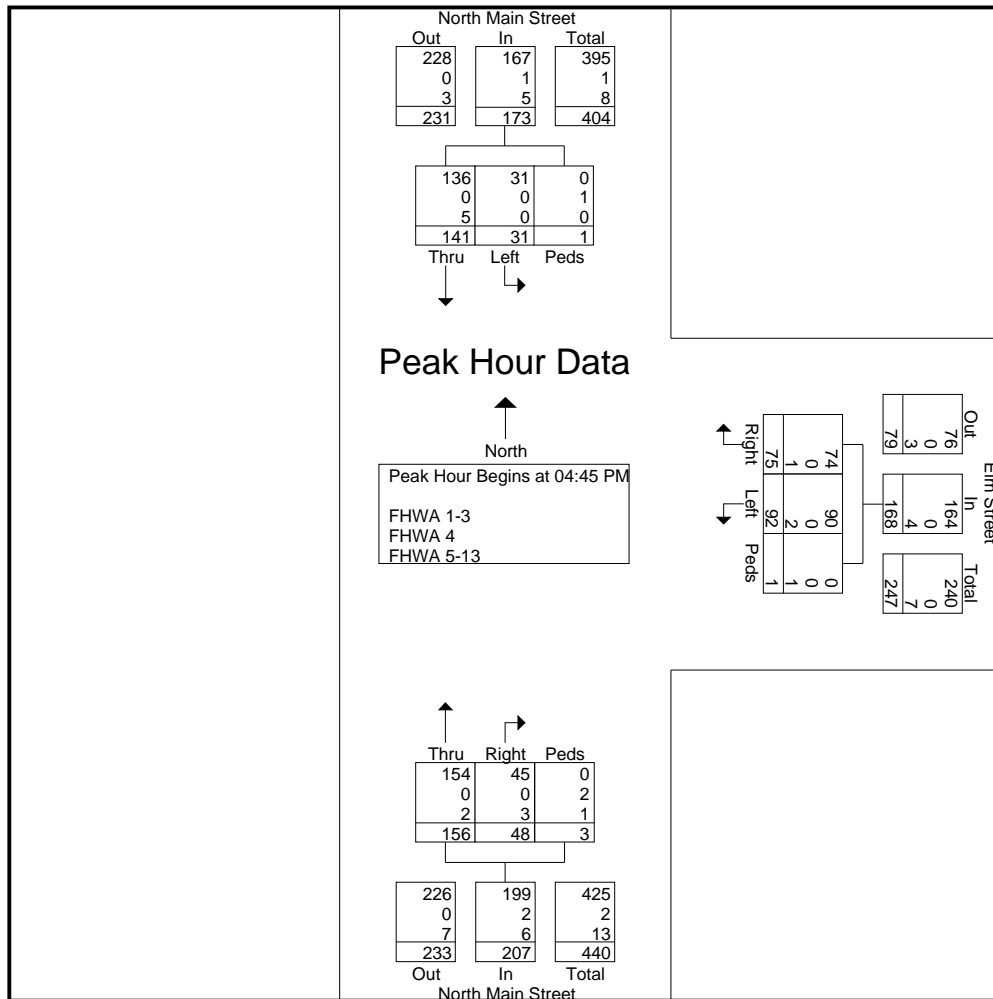 North Main Street
Out In Total
228 167 395
0 1 1
3 5 8
231 173 404
136 31 0
0 0 1
5 0 0
141 31 1
Thru Left Peds
Peak Hour Data
North
Peak Hour Begins at 04:45 PM
FHWA 1-3
FHWA 4
FHWA 5-13
Right Left Peds
74 90 0
0 0 0
1 2 1
75 92 1
Elm Street
Out In Total
76 164 240
0 0 0
3 4 7
79 168 247
Thru Right Peds
154 45 0
0 0 2
2 3 1
156 48 3
226 199 425
0 2 2
7 6 13
233 207 440
Out In Total
North Main Street